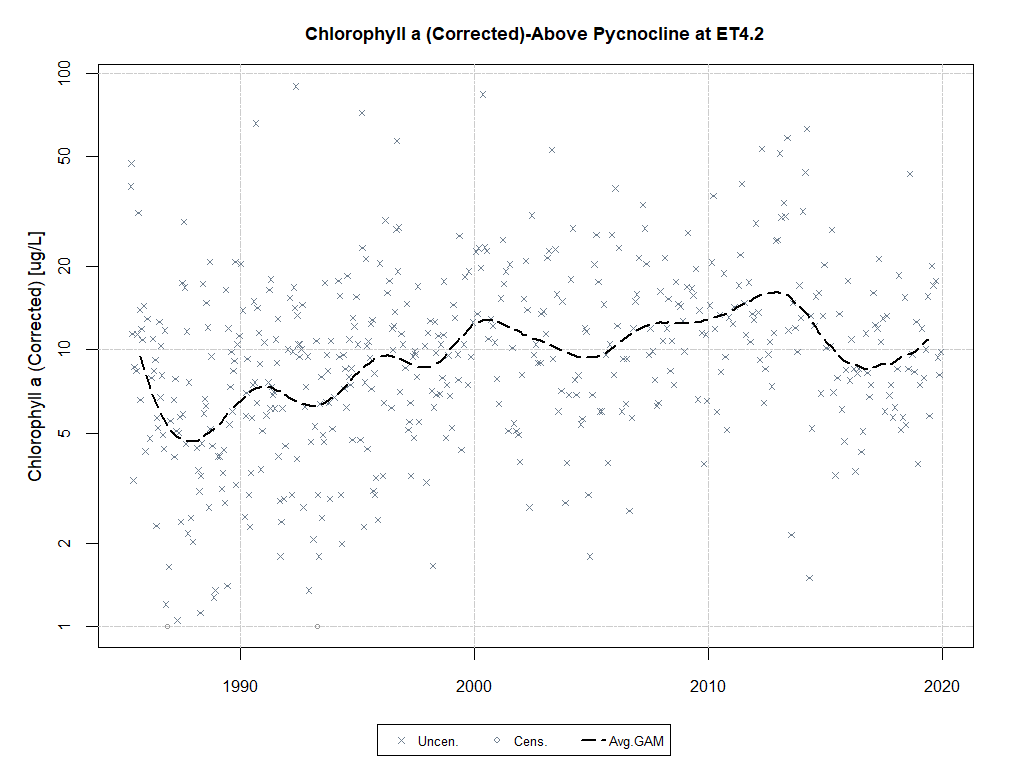 Chlorophyll a (Corrected)-Above Pycnocline at ET4.2
Chlorophyll a (Corrected) [ug/L]
100
50
20
10
5
2
1
1990
2000
2010
2020
Uncen.
Cens.
Avg.GAM